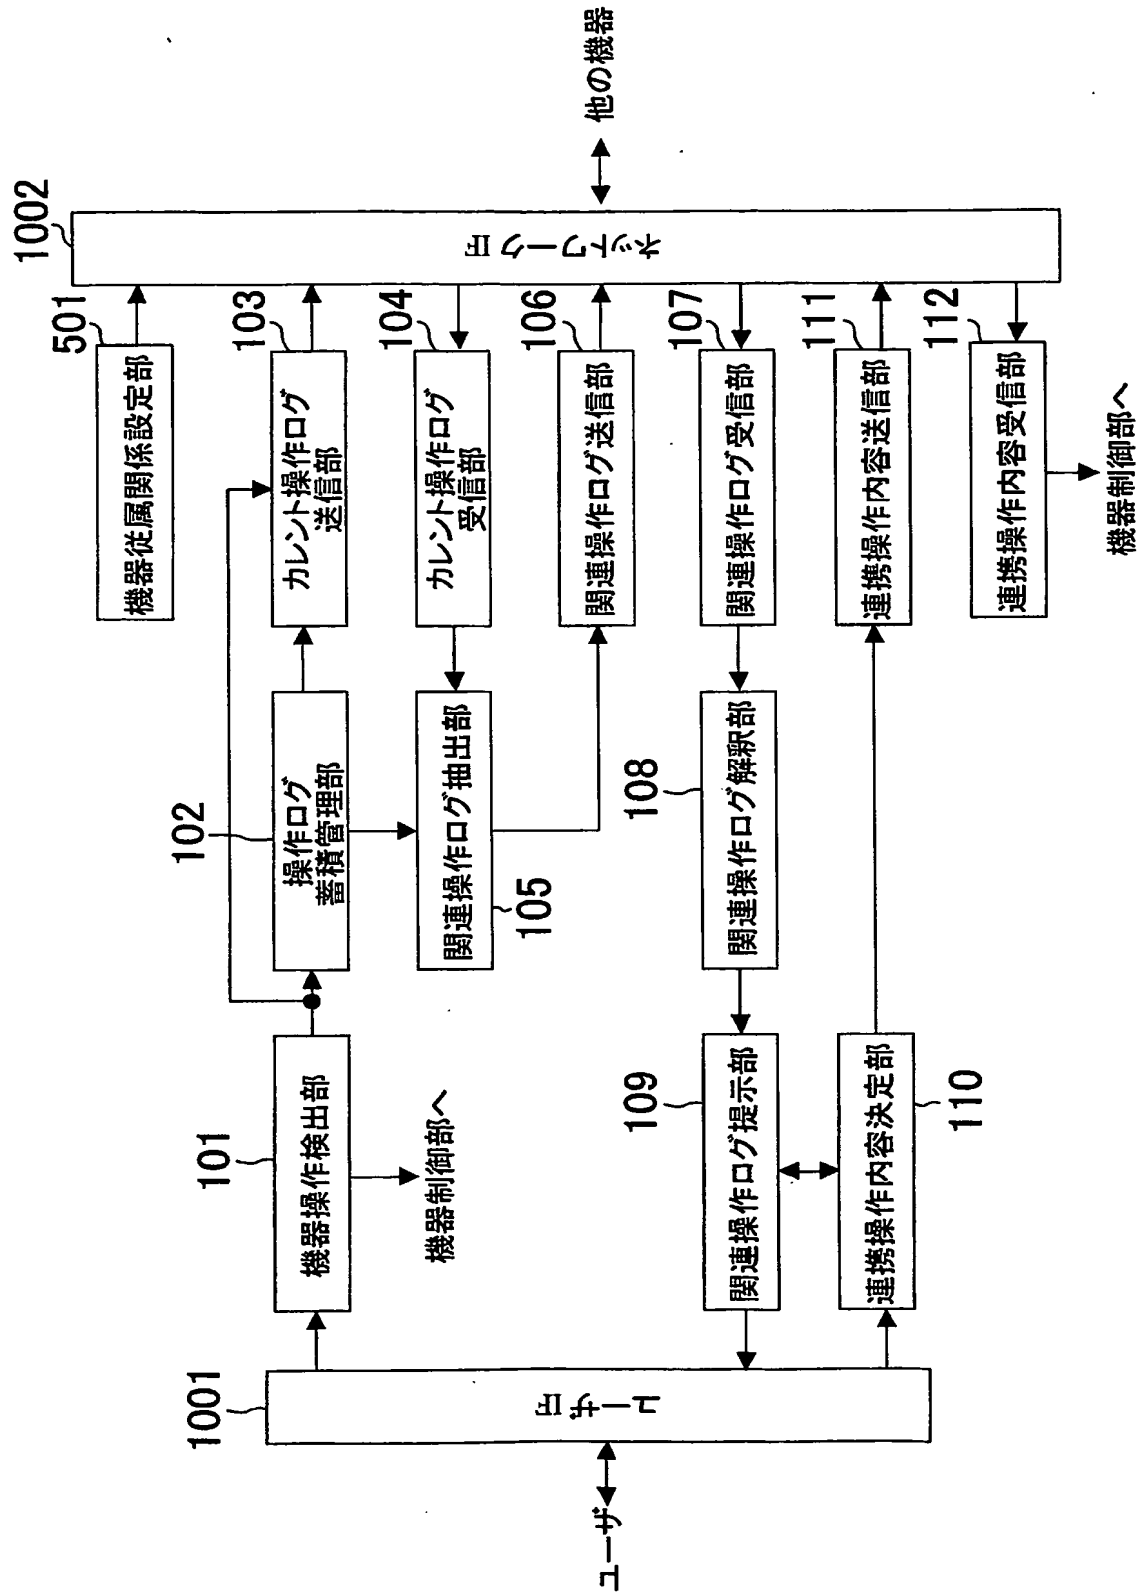 1002
ネットワークIF
他の機器
501
機器従属関係設定部
103
カレント操作ログ
送信部
104
カレント操作ログ
受信部
106
関連操作ログ送信部
107
関連操作ログ受信部
111
連携操作内容送信部
112
連携操作内容受信部
機器制御部へ
102
操作ログ
蓄積管理部
関連操作ログ抽出部
105
108
関連操作ログ解釈部
101
機器操作検出部
機器制御部へ
109
関連操作ログ提示部
連携操作内容決定部
110
1001
ユーザIF
ユーザ